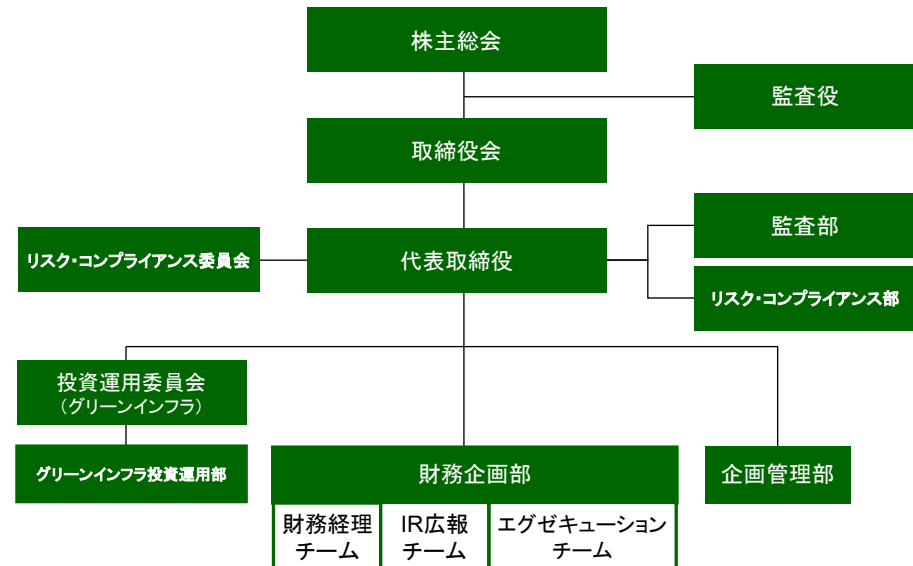 株主総会
監査役
取締役会
監査部
リスク・コンプライアンス委員会
代表取締役
リスク・コンプライアンス部
投資運用委員会
（グリーンインフラ）
グリーンインフラ投資運用部
財務企画部
企画管理部
財務経理
チーム
IR広報
チーム
エグゼキューション
チーム